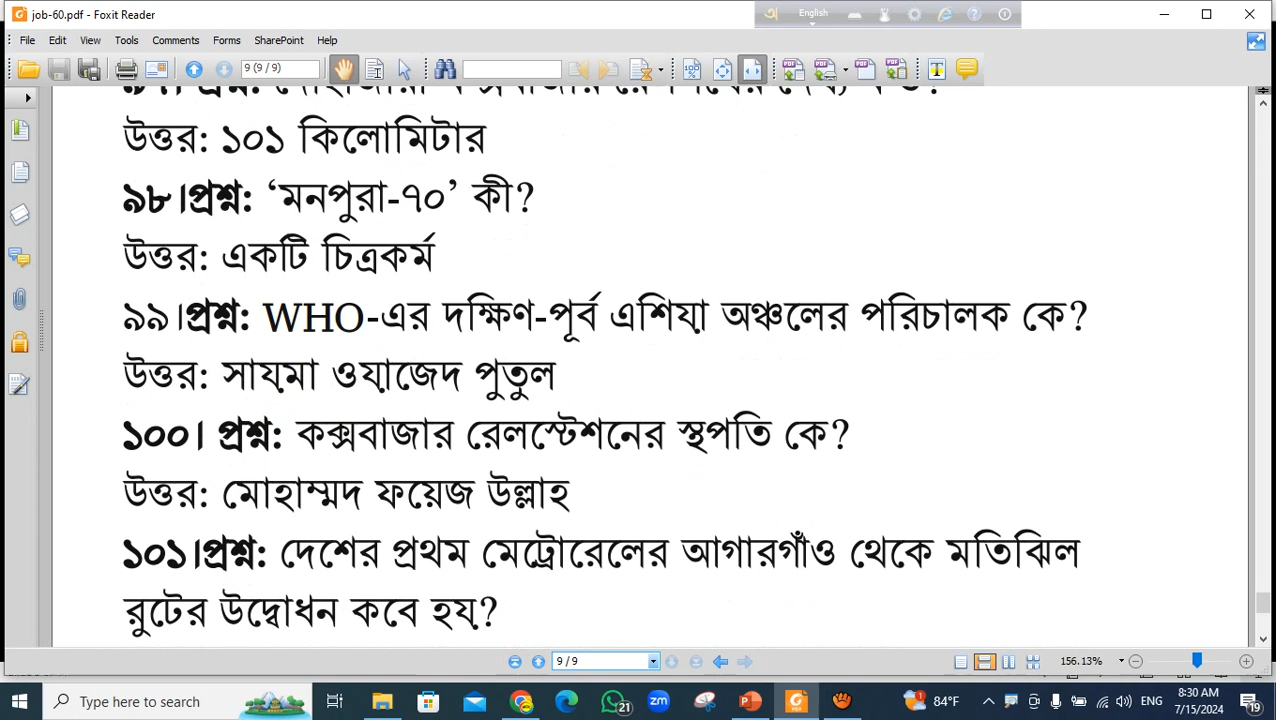 job-60.pdf - Foxit Reader
English
File Edit View Tools Comments Forms SharePoint Help
9 (9 / 9)
উত্তর: ১০১ কিলোমিটার
৯৮।প্রশ্ন: ‘মনপুরা-৭০’ কী?
উত্তর: একটি চিত্রকর্ম
৯৯।প্রশ্ন: WHO-এর দক্ষিণ-পূর্ব এশিয়া অঞ্চলের পরিচালক কে?
উত্তর: সায়মা ওয়াজেদ পুতুল
১০০। প্রশ্ন: কক্সবাজার রেলস্টেশনের স্থপতি কে?
উত্তর: মোহাম্মদ ফয়েজ উল্লাহ
১০১।প্রশ্ন: দেশের প্রথম মেট্রোরেলের আগারগাঁও থেকে মতিঝিল
রুটের উদ্বোধন কবে হয়?
9 / 9
156.13%
Type here to search
21
84°F
ENG
8:30 AM
7/15/2024
19